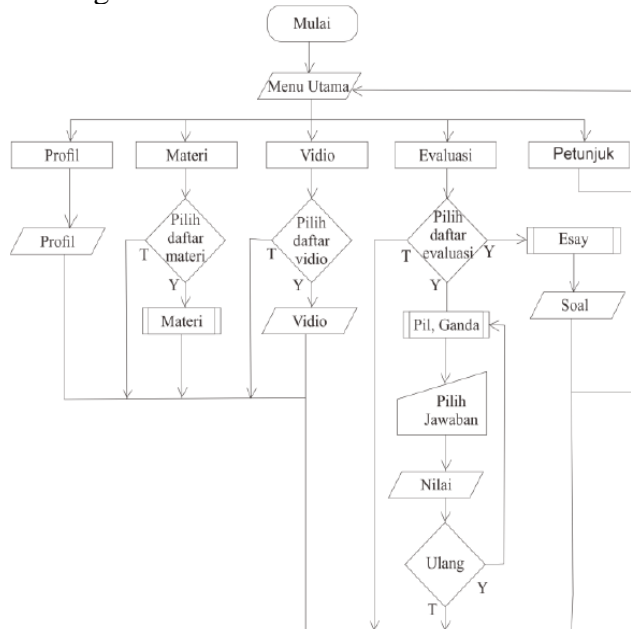 Mulai
Menu Utama
Profil
Materi
Vidio
Evaluasi
Petunjuk
Profil
Pilih
daftar
materi
T
Y
Pilih
daftar
vidio
T
Y
Pilih
daftar
evaluasi
T
Y
Y
Esay
Materi
Vidio
Pil, Ganda
Soal
Pilih
Jawaban
Nilai
Ulang
Y
T